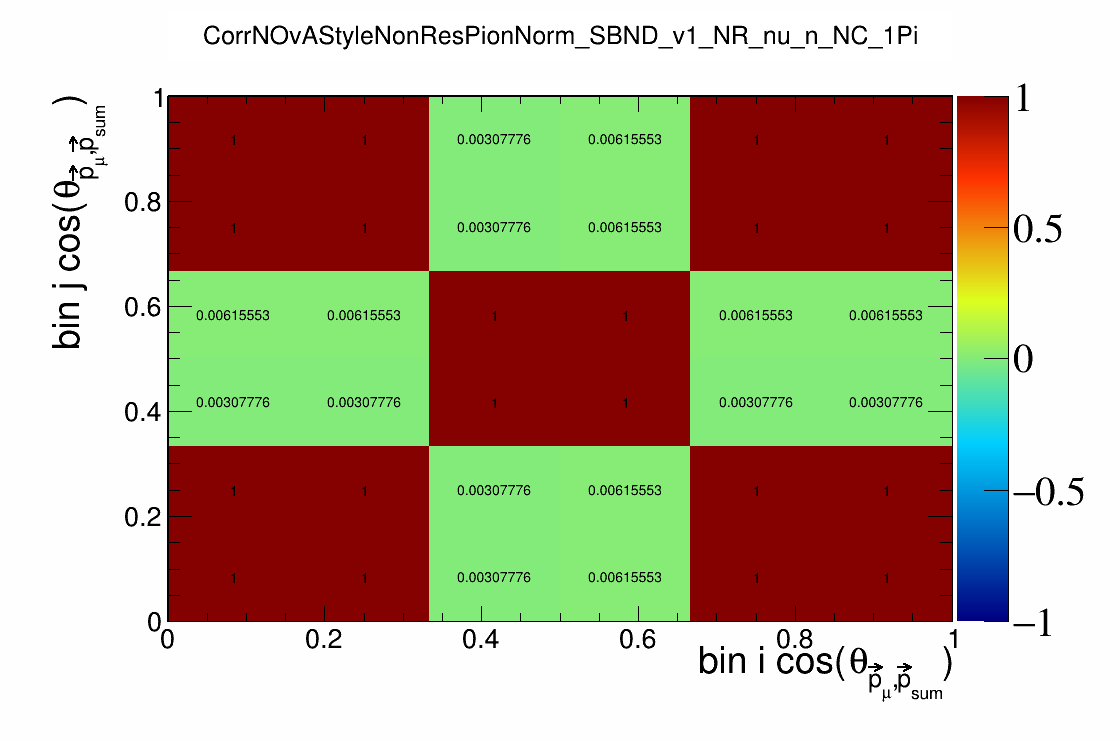 CorrNOvAStyleNonResPionNorm_SBND_v1_NR_nu_n_NC_1Pi
bin j cos(θ p⃗μ,p⃗sum)
1
0.8
0.6
0.4
0.2
0
1 1 0.00307776 0.00615553 1 1
1 1 0.00307776 0.00615553 1 1
0.00615553 0.00615553 1 1 0.00615553 0.00615553
0.00307776 0.00307776 1 1 0.00307776 0.00307776
1 1 0.00307776 0.00615553 1 1
1 1 0.00307776 0.00615553 1 1
0 0.2 0.4 0.6 0.8 1
bin i cos(θ p⃗μ,p⃗sum)
1
0.5
0
−0.5
−1